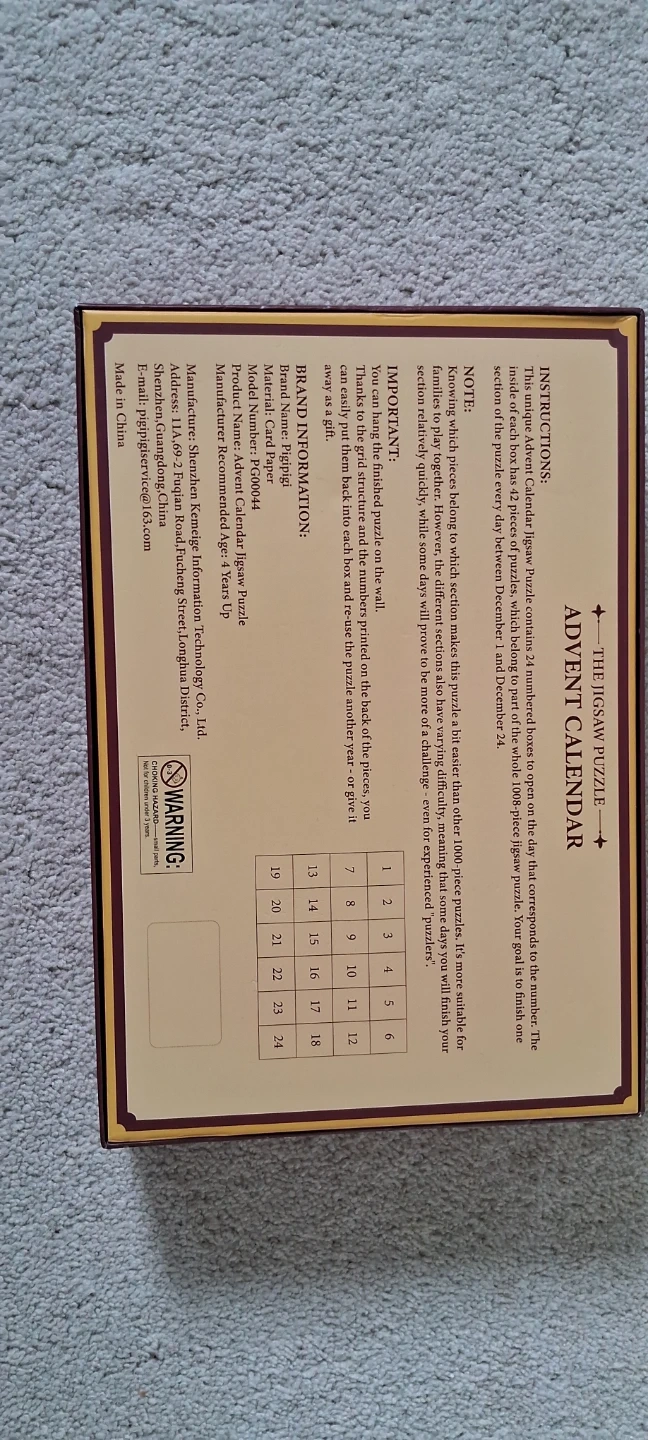 THE JIGSAW PUZZLE
ADVENT CALENDAR
INSTRUCTIONS:
This unique Advent Calendar Jigsaw Puzzle contains 24 numbered boxes to open on the day that corresponds to the number. The
inside of each box has 42 pieces of puzzles, which belong to part of the whole 1008-piece jigsaw puzzle. Your goal is to finish one
section of the puzzle every day between December 1 and December 24.
NOTE:
Knowing which pieces belong to which section makes this puzzle a bit easier than other 1000-piece puzzles. It's more suitable for
families to play together. However, the different sections also have varying difficulty, meaning that some days you will finish your
section relatively quickly, while some days will prove to be more of a challenge - even for experienced "puzzlers".
IMPORTANT:
You can hang the finished puzzle on the wall.
Thanks to the grid structure and the numbers printed on the back of the pieces, you
can easily put them back into each box and re-use the puzzle another year - or give it
away as a gift.
BRAND INFORMATION:
Brand Name: Pigipigi
Material: Card Paper
Model Number: PG00044
Product Name: Advent Calendar Jigsaw Puzzle
Manufacturer Recommended Age: 4 Years Up
1 2 3 4 5 6
7 8 9 10 11 12
13 14 15 16 17 18
19 20 21 22 23 24
Manufacture: Shenzhen Kemeige Information Technology Co., Ltd.
Address: 11A,69-2 Fuqian Road,Fucheng Street,Longhua District,
Shenzhen,Guangdong,China
E-mail: pigipigiservice@163.com
Made in China
0-3
WARNING:
CHOKING HAZARD——small parts,
Not for children under 3 years.